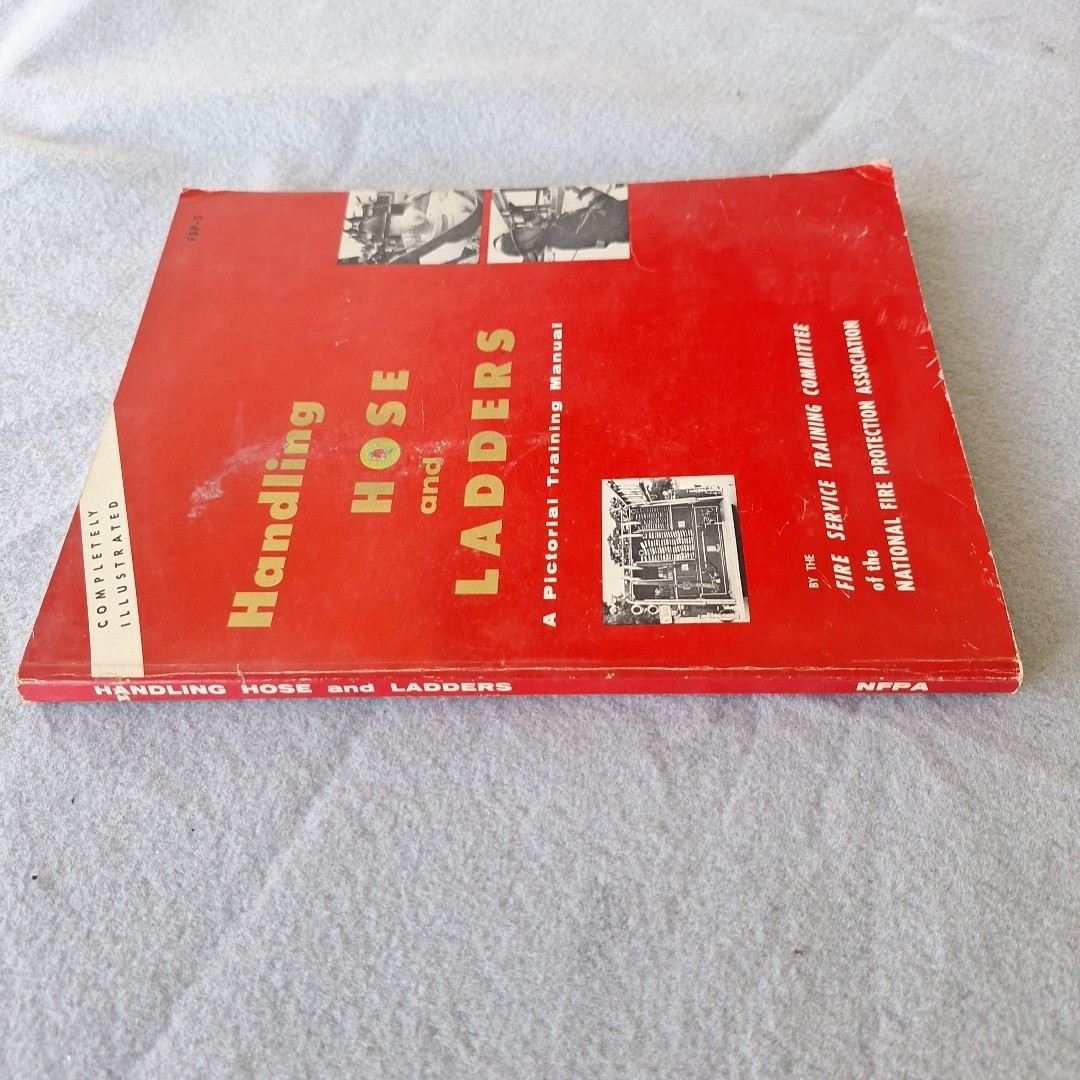 FSP-5
COMPLETELY
ILLUSTRATED
Handling
HOSE
and
LADDERS
A Pictorial Training Manual
BY THE
FIRE SERVICE TRAINING COMMITTEE
of the
NATIONAL FIRE PROTECTION ASSOCIATION
HANDLING HOSE and LADDERS NFPA